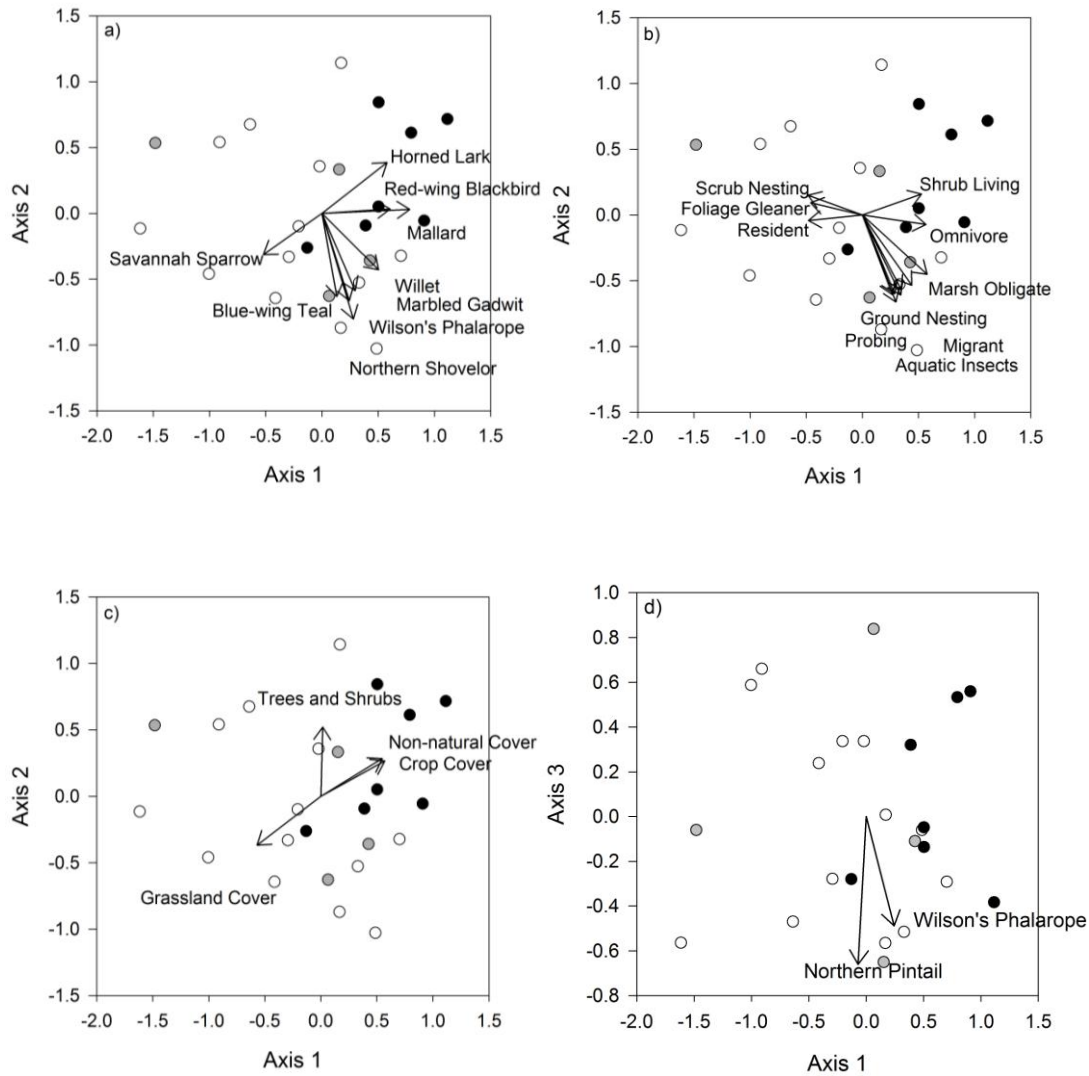 a)
1.5
1.0
0.5
0.0
-0.5
-1.0
-1.5
Axis 2
Horned Lark
Red-wing Blackbird
Mallard
Savannah Sparrow
Willet
Blue-wing Teal
Marbled Gadwit
Wilson's Phalarope
Northern Shovelor
-2.0 -1.5 -1.0 -0.5 0.0 0.5 1.0 1.5
Axis 1
b)
1.5
1.0
0.5
0.0
-0.5
-1.0
-1.5
Axis 2
Scrub Nesting
Shrub Living
Foliage Gleaner
Resident
Omnivore
Marsh Obligate
Ground Nesting
Probing
Migrant
Aquatic Insects
-2.0 -1.5 -1.0 -0.5 0.0 0.5 1.0 1.5
Axis 1
c)
1.5
1.0
0.5
0.0
-0.5
-1.0
-1.5
Axis 2
Trees and Shrubs
Non-natural Cover
Crop Cover
Grassland Cover
-2.0 -1.5 -1.0 -0.5 0.0 0.5 1.0 1.5
Axis 1
d)
1.0
0.8
0.6
0.4
0.2
0.0
-0.2
-0.4
-0.6
-0.8
Axis 3
Wilson's Phalarope
Northern Pintail
-2.0 -1.5 -1.0 -0.5 0.0 0.5 1.0 1.5
Axis 1